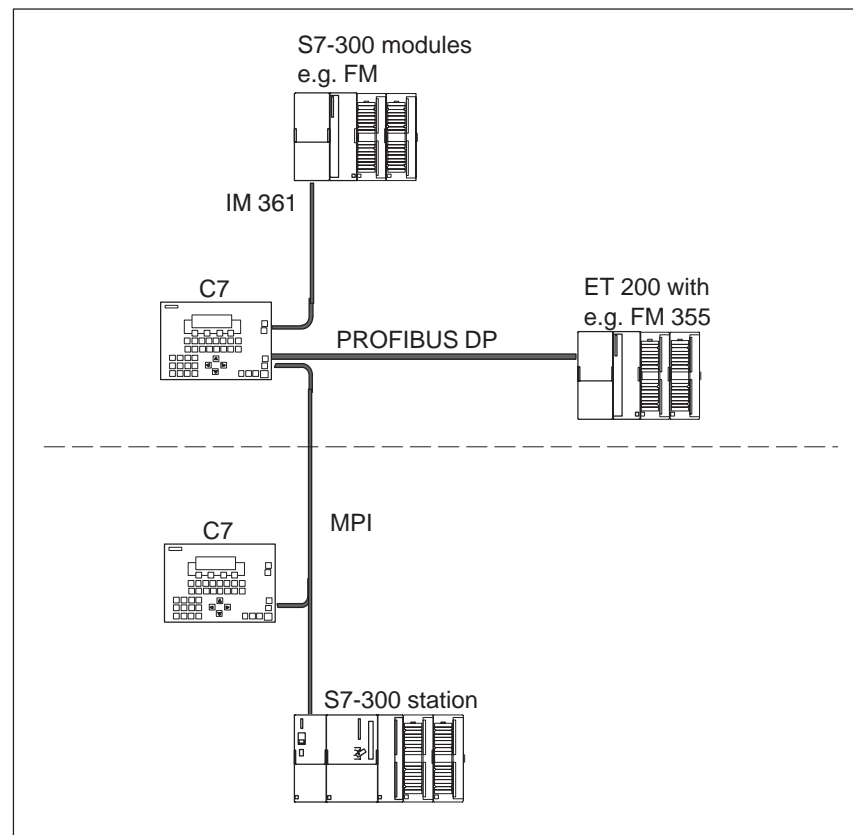 S7-300 modules
e.g. FM
IM 361
C7
ET 200 with
e.g. FM 355
PROFIBUS DP
MPI
C7
S7-300 station